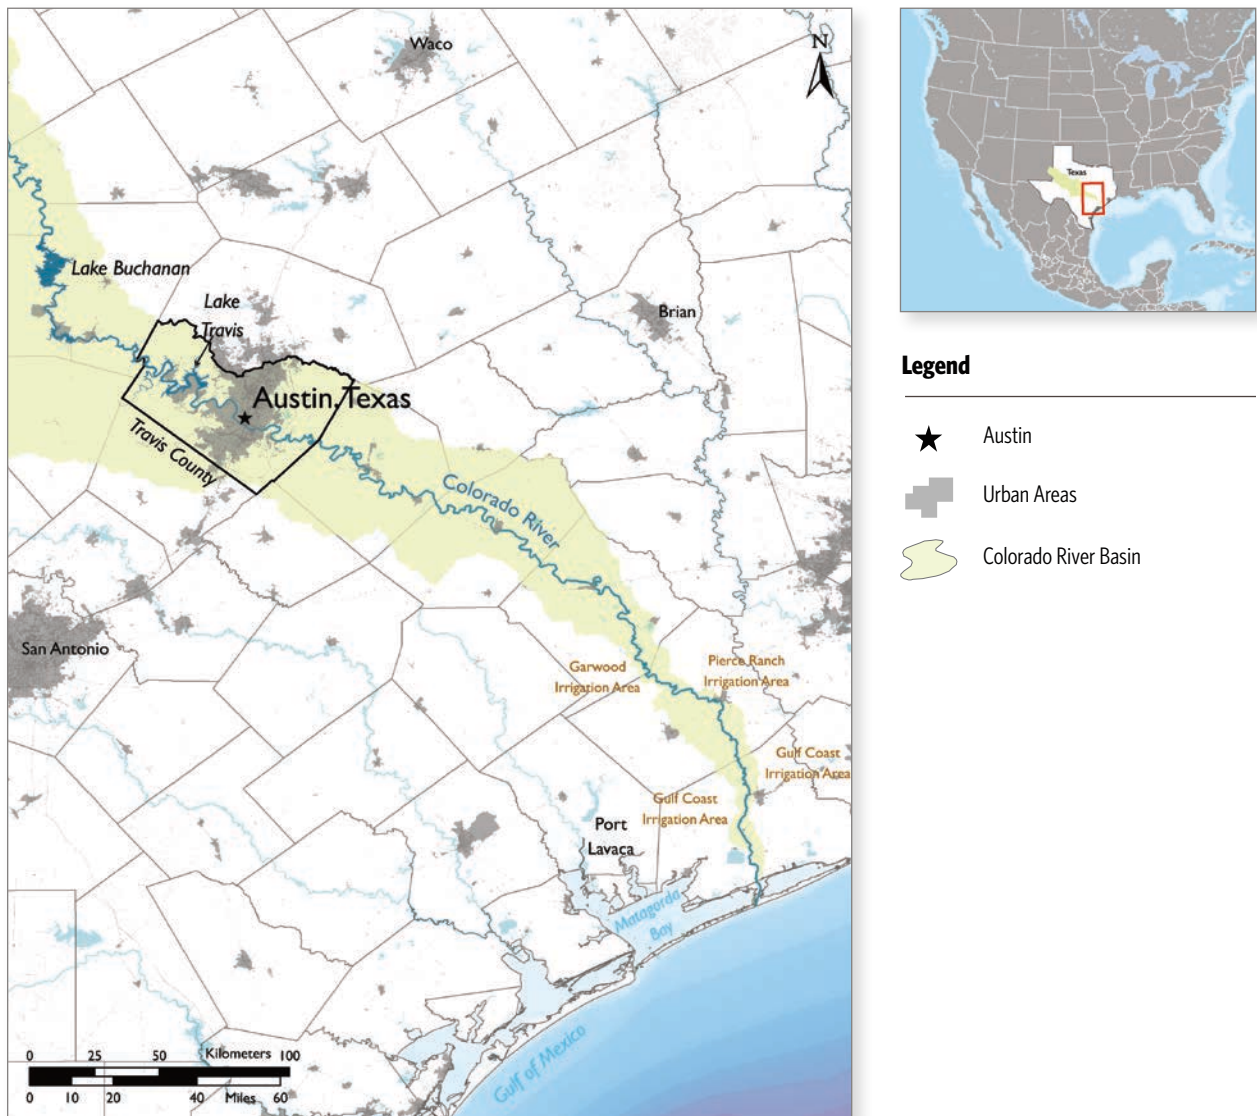 Waco
N
Lake Buchanan
Lake
Travis
Brian
Austin, Texas
Travis County
Colorado River
San Antonio
Garwood
Irrigation Area
Pierce Ranch
Irrigation Area
Gulf Coast
Irrigation Area
Gulf Coast
Irrigation Area
Port
Lavaca
Matagorda
Bay
Gulf of Mexico
0 25 50 Kilometers 100
0 10 20 40 Miles 60
Texas
Legend
Austin
Urban Areas
Colorado River Basin